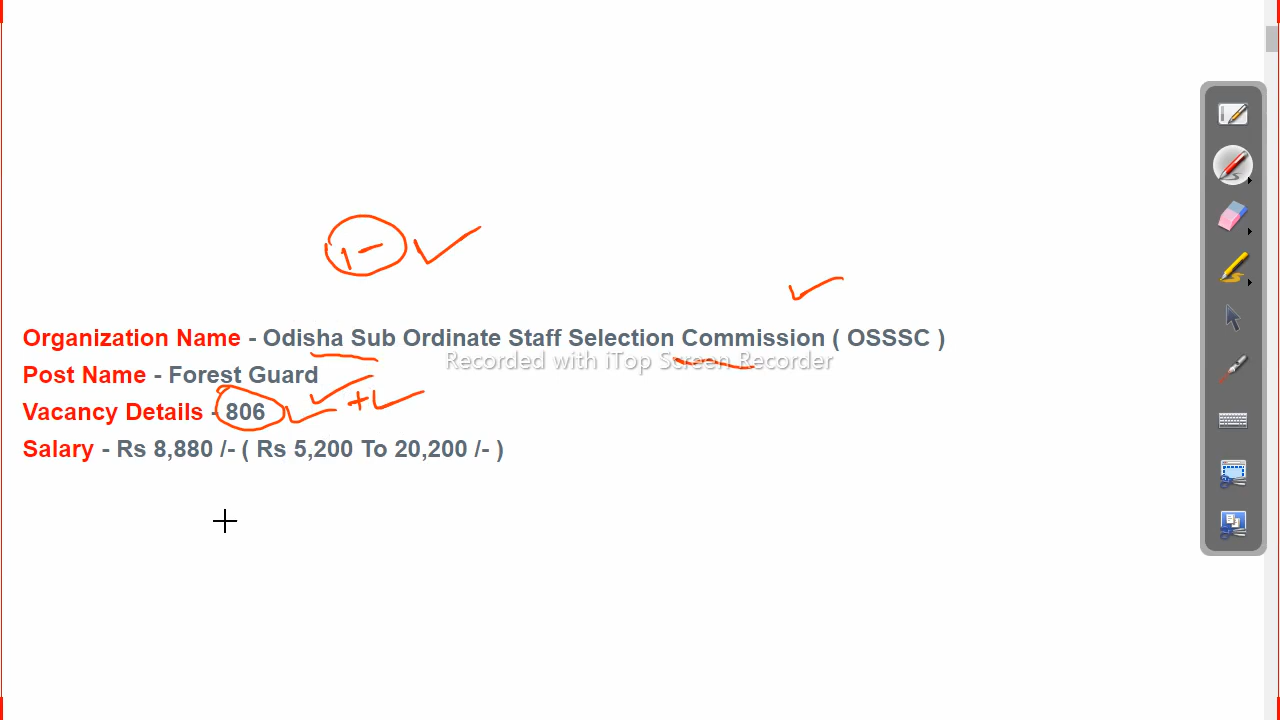 1-
Organization Name - Odisha Sub Ordinate Staff Selection Commission ( OSSSC )
Recorded with iTop Screen Recorder
Post Name - Forest Guard
Vacancy Details - 806 +
Salary - Rs 8,880 /- ( Rs 5,200 To 20,200 /- )